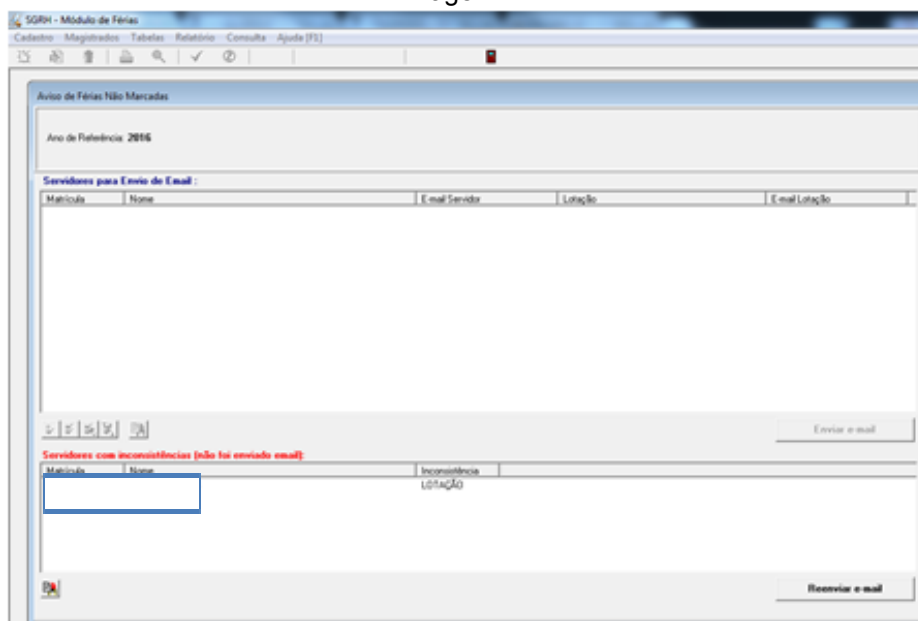 SGRH - Módulo de Férias
Cadastro Magistrados Tabelas Relatório Consulta Ajuda [F1]
Aviso de Férias Não Marcadas
Ano de Referência: 2016
Servidores para Envio de Email :
Matrícula Nome E-mail Servidor Lotação E-mail Lotação
Enviar e-mail
Servidores com inconsistências (não foi enviado email):
Matrícula Nome Inconsistência
LOTAÇÃO
Reenviar e-mail